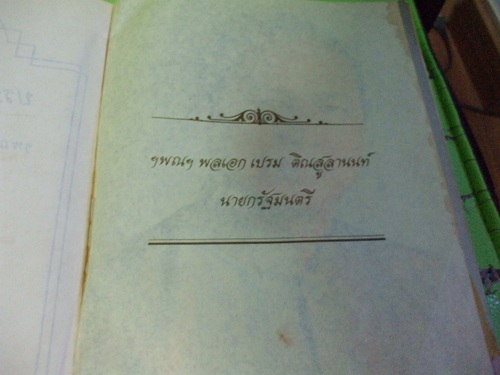 ฯพณฯ พลเอก เปรม ติณสูลานนท์
นายกรัฐมนตรี